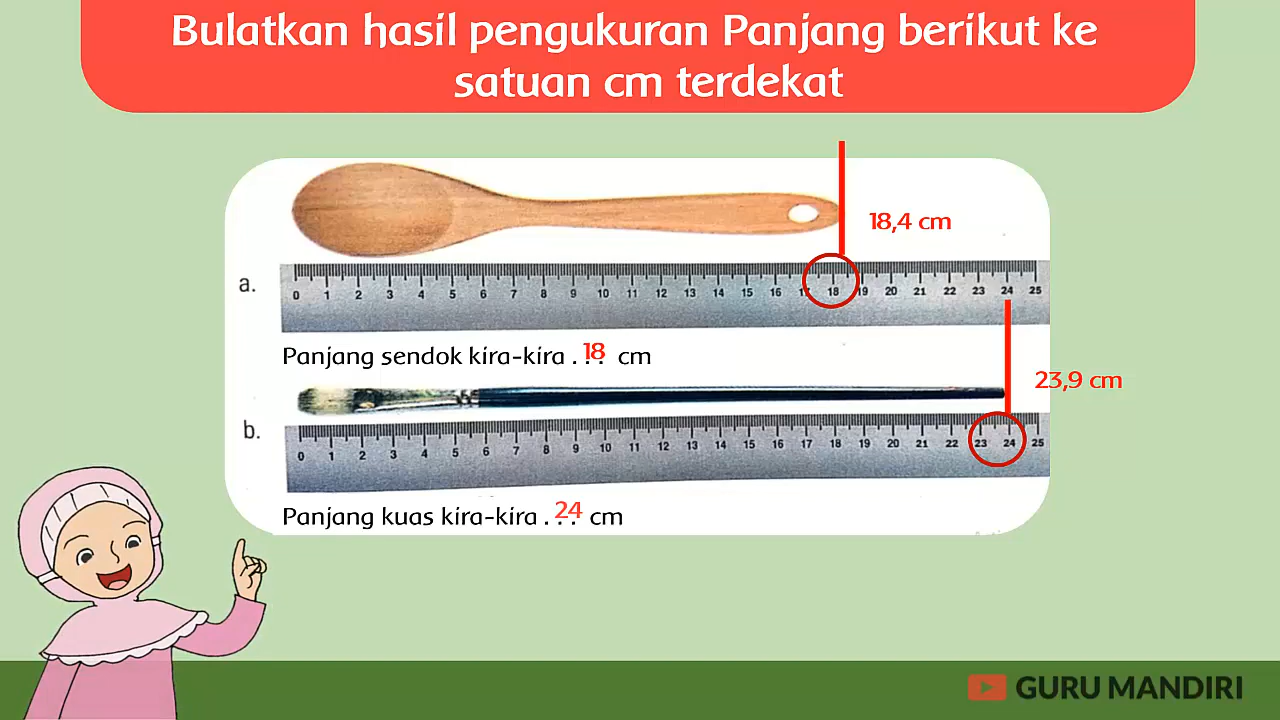 Bulatkan hasil pengukuran Panjang berikut ke
satuan cm terdekat
18,4 cm
a.
0 1 2 3 4 5 6 7 8 9 10 11 12 13 14 15 16 17 18 19 20 21 22 23 24 25
Panjang sendok kira-kira . . . 18 cm
23,9 cm
b.
0 1 2 3 4 5 6 7 8 9 10 11 12 13 14 15 16 17 18 19 20 21 22 23 24 25
Panjang kuas kira-kira . . . 24 cm
GURU MANDIRI